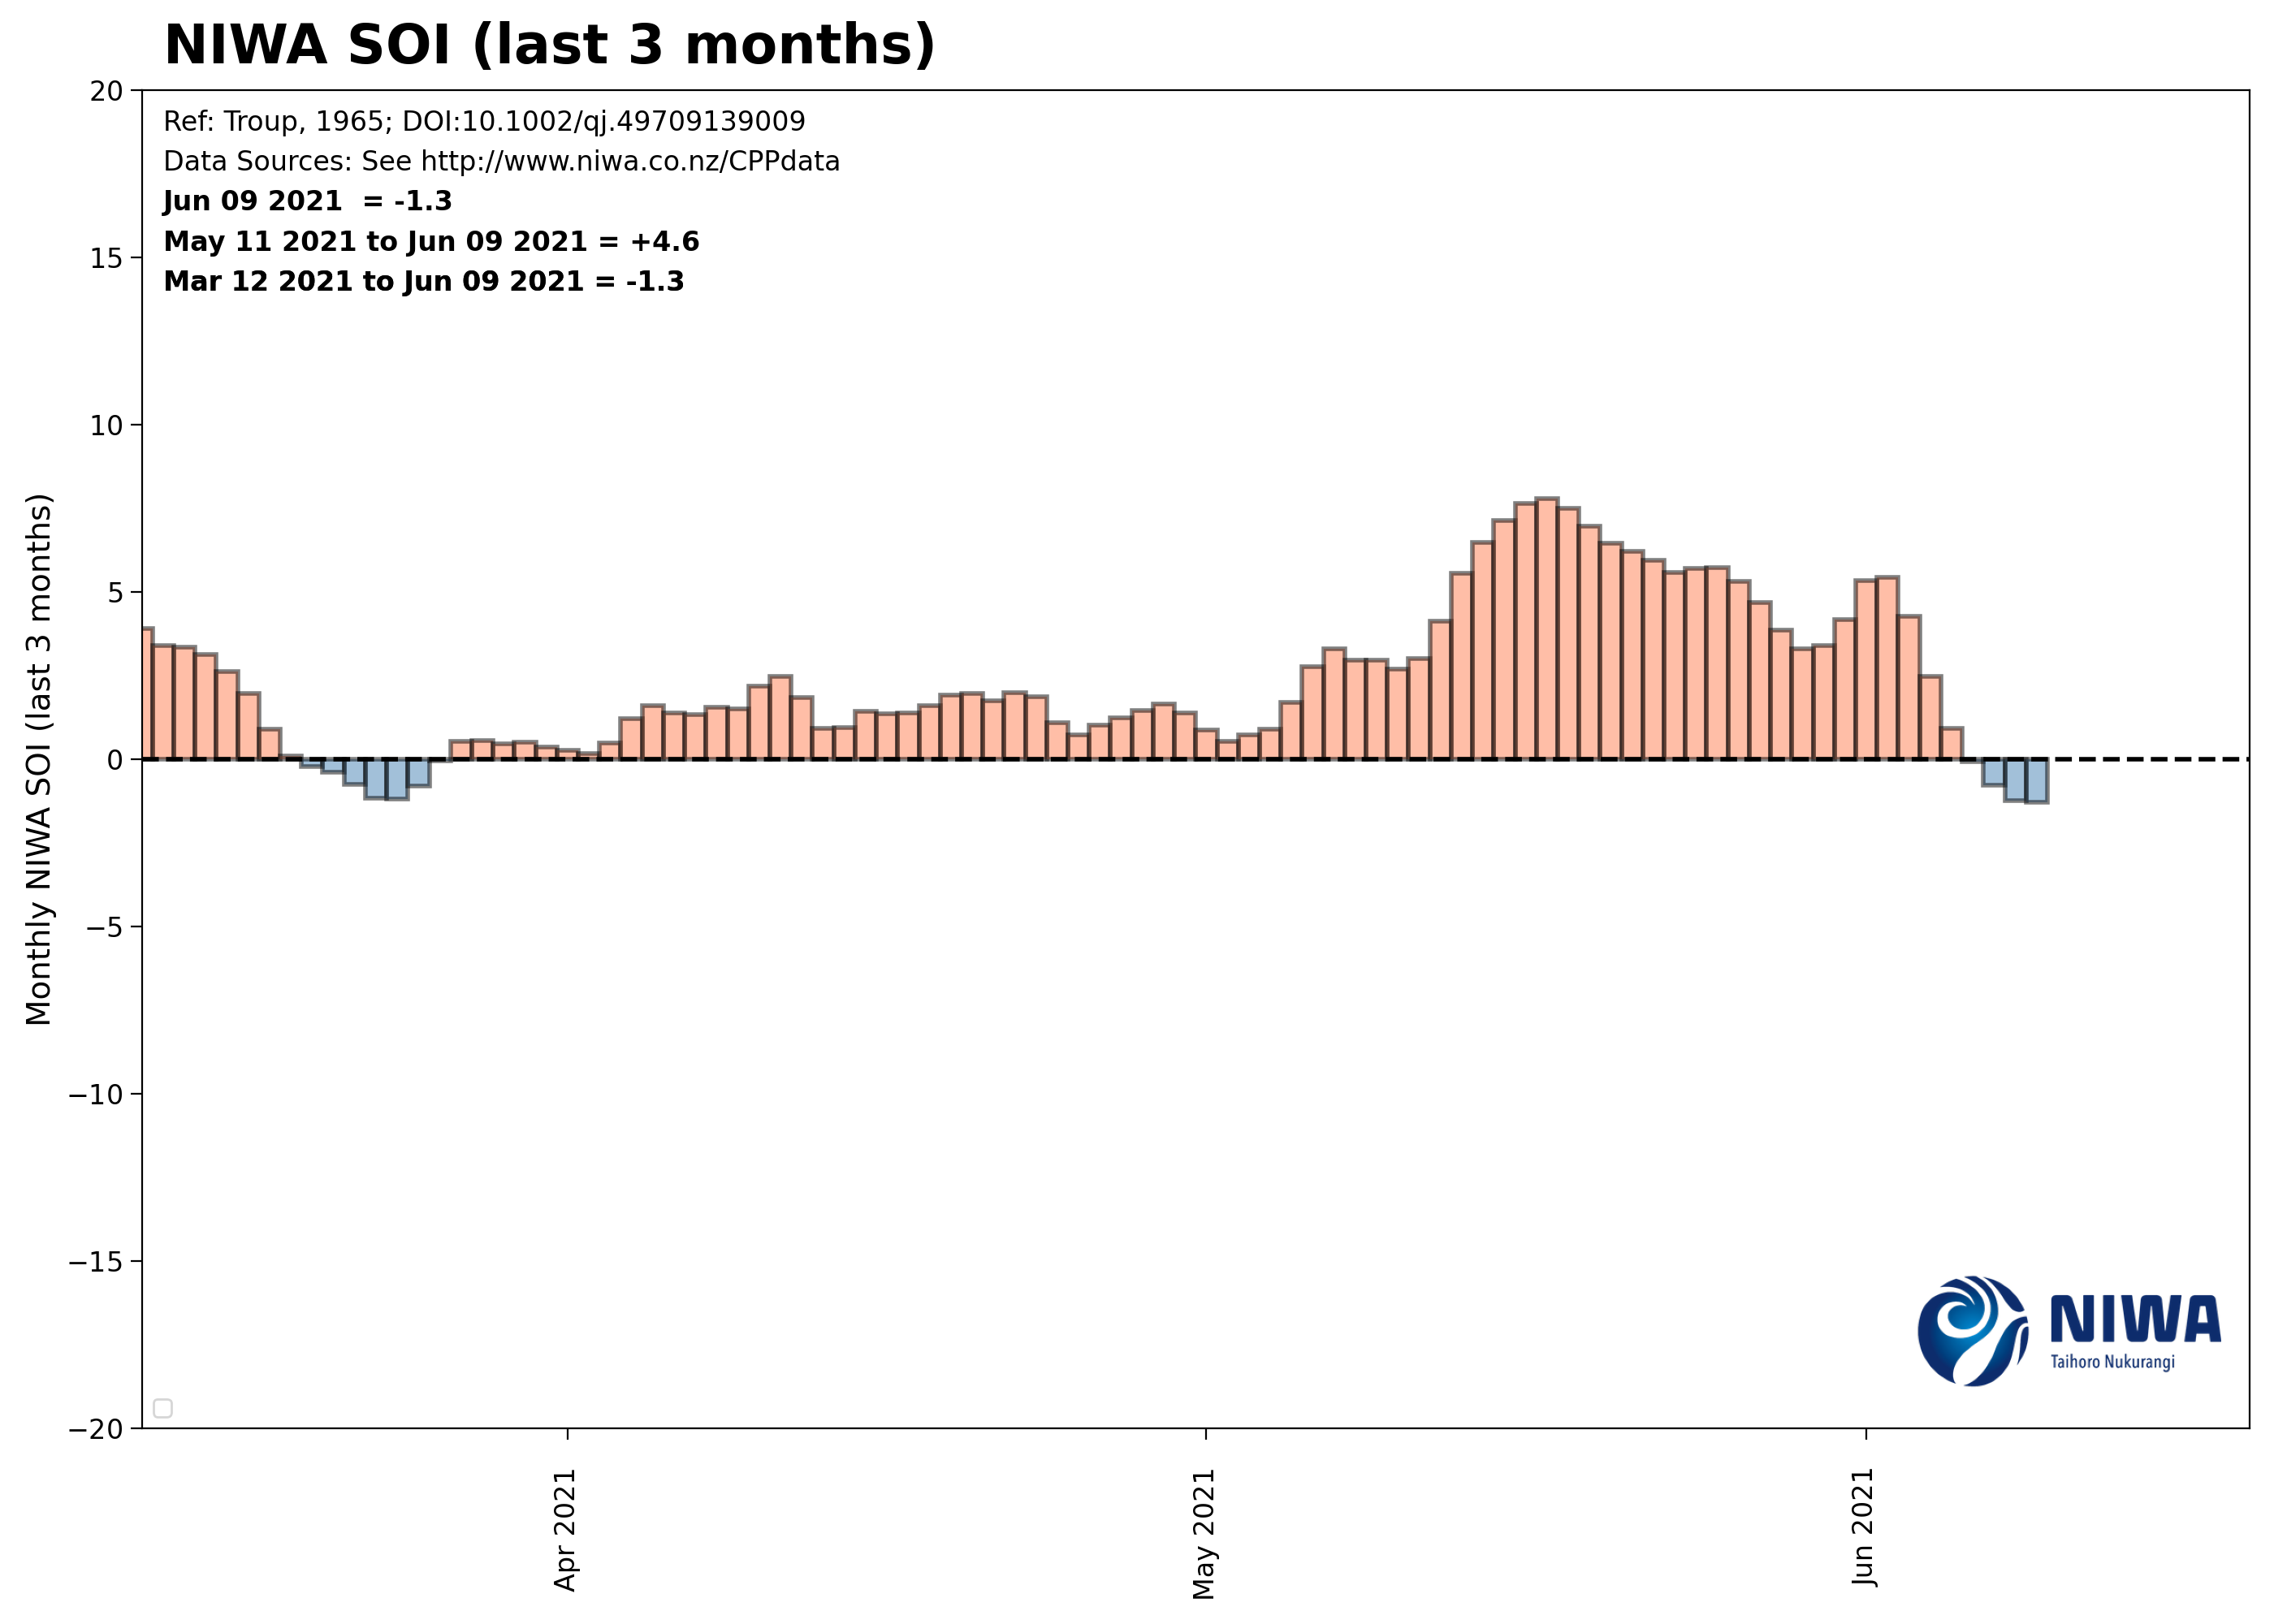 NIWA SOI (last 3 months)
Ref: Troup, 1965; DOI:10.1002/qj.49709139009
Data Sources: See http://www.niwa.co.nz/CPPdata
Jun 09 2021  = -1.3
May 11 2021 to Jun 09 2021 = +4.6
Mar 12 2021 to Jun 09 2021 = -1.3
Monthly NIWA SOI (last 3 months)
20
15
10
5
0
−5
−10
−15
−20
Apr 2021
May 2021
Jun 2021
NIWA
Taihoro Nukurangi